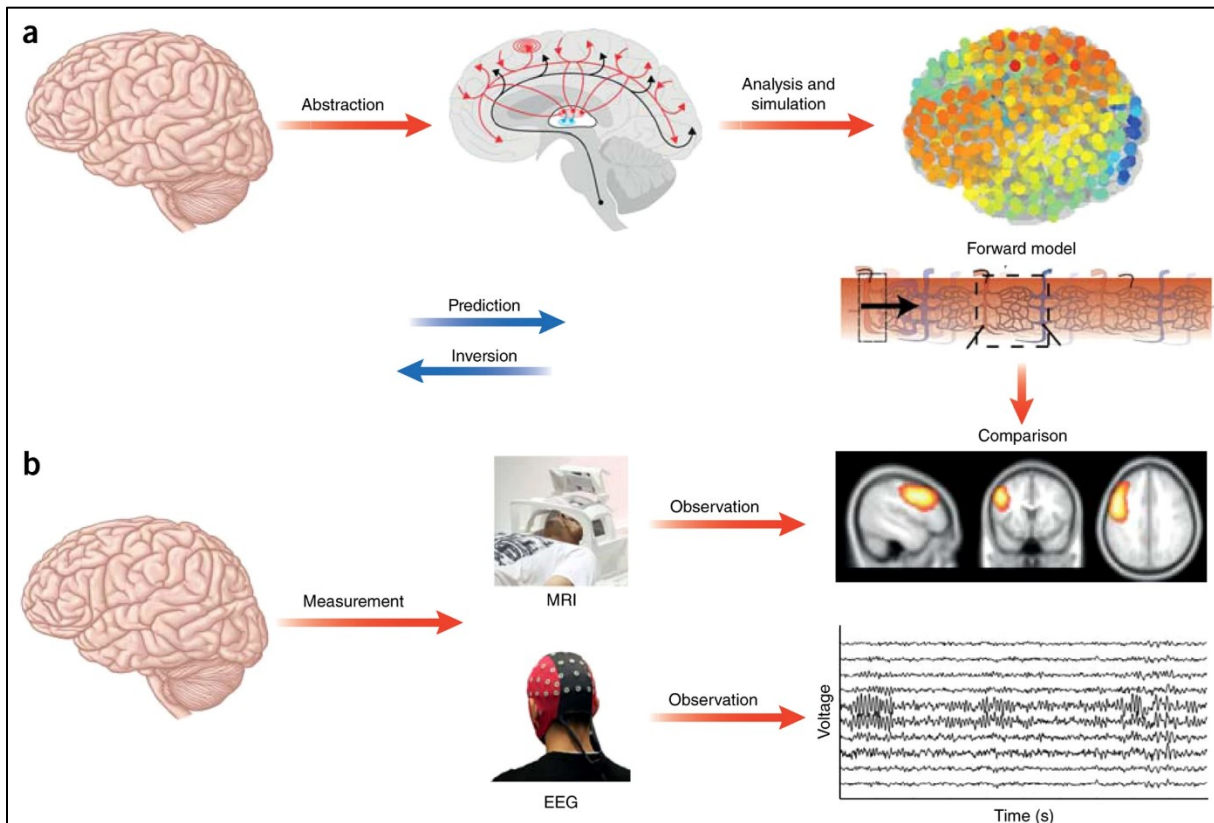 a
Abstraction
Analysis and
simulation
Forward model
Prediction
Inversion
Comparison
b
Measurement
Observation
MRI
Observation
EEG
Voltage
Time (s)